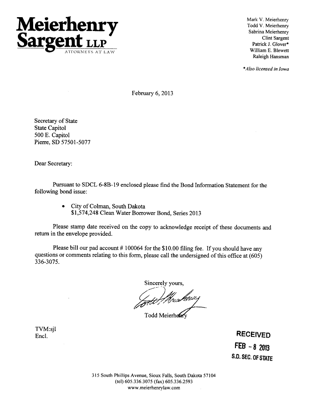 Meierhenry
Sargent LLP
ATTORNEYS AT LAW
Mark V. Meierhenry
Todd V. Meierhenry
Sabrina Meierhenry
Clint Sargent
Patrick J. Glover*
William E. Blewett
Raleigh Hansman
*Also licensed in Iowa
February 6, 2013
Secretary of State
State Capitol
500 E. Capitol
Pierre, SD 57501-5077
Dear Secretary:
Pursuant to SDCL 6-8B-19 enclosed please find the Bond Information Statement for the
following bond issue:
• City of Colman, South Dakota
$1,574,248 Clean Water Borrower Bond, Series 2013
Please stamp date received on the copy to acknowledge receipt of these documents and
return in the envelope provided.
Please bill our pad account # 100064 for the $10.00 filing fee. If you should have any
questions or comments relating to this form, please call the undersigned of this office at (605)
336-3075.
Sincerely yours,
Todd Meierhenry
Todd Meierhenry
TVM:sjl
Encl.
RECEIVED
FEB - 8 2013
S.D. SEC. OF STATE
315 South Phillips Avenue, Sioux Falls, South Dakota 57104
(tel) 605.336.3075 (fax) 605.336.2593
www.meierhenrylaw.com